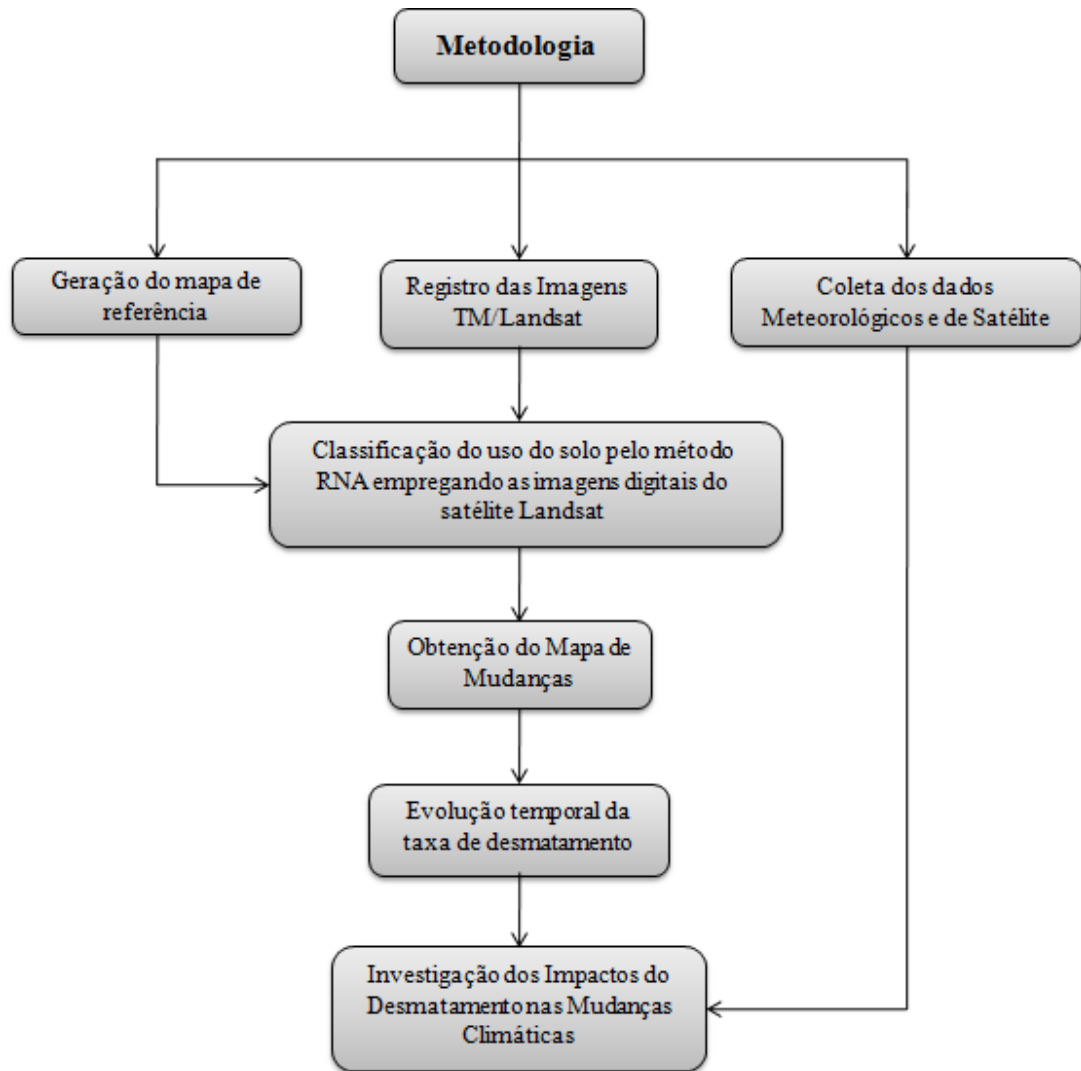 Metodologia
Geração do mapa de
referência
Registro das Imagens
TM/Landsat
Coleta dos dados
Meteorológicos e de Satélite
Classificação do uso do solo pelo método
RNA empregando as imagens digitais do
satélite Landsat
Obtenção do Mapa de
Mudanças
Evolução temporal da
taxa de desmatamento
Investigação dos Impactos do
Desmatamento nas Mudanças
Climáticas